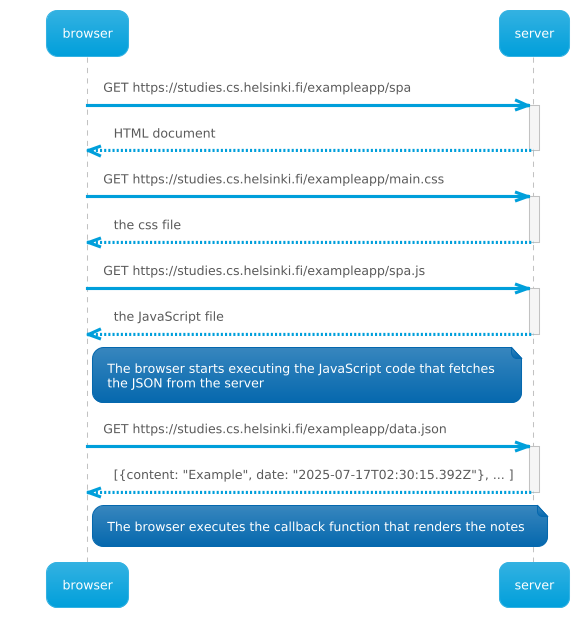 browser server
GET https://studies.cs.helsinki.fi/exampleapp/spa
HTML document
GET https://studies.cs.helsinki.fi/exampleapp/main.css
the css file
GET https://studies.cs.helsinki.fi/exampleapp/spa.js
the JavaScript file
The browser starts executing the JavaScript code that fetches
the JSON from the server
GET https://studies.cs.helsinki.fi/exampleapp/data.json
[{content: "Example", date: "2025-07-17T02:30:15.392Z"}, ... ]
The browser executes the callback function that renders the notes
browser server